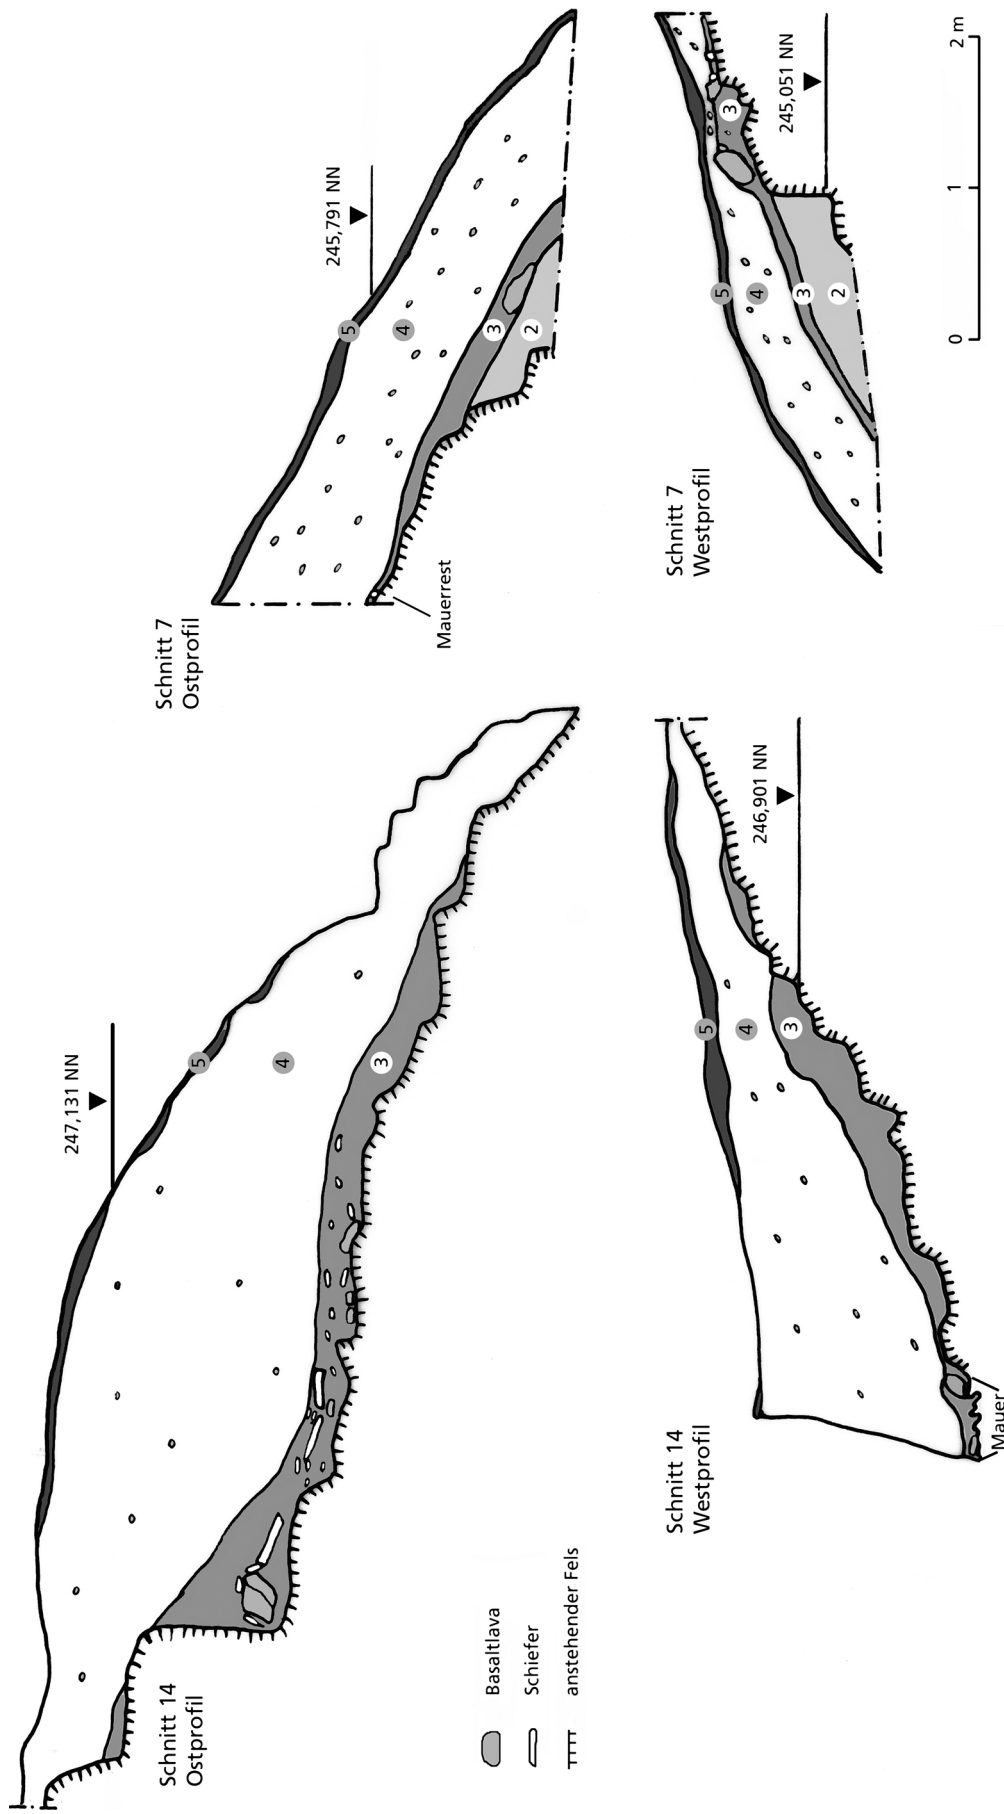 Schnitt 14
Ostprofil
247,131 NN
5
4
3
Schnitt 7
Ostprofil
Mauerrest
245,791 NN
5
4
3
2
Basaltlava
Schiefer
anstehender Fels
Schnitt 14
Westprofil
Mauer
246,901 NN
5
4
3
Schnitt 7
Westprofil
245,051 NN
5
4
3
2
3
0
1
2 m